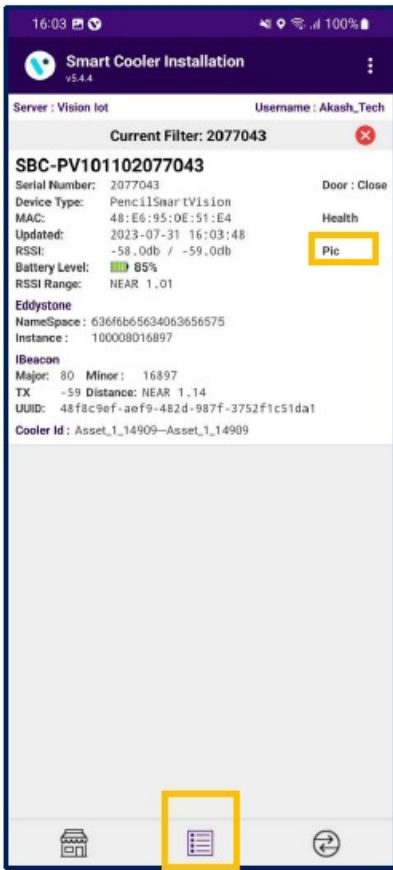 16:03 100%
Smart Cooler Installation
v5.4.4
Server : Vision Iot Username : Akash_Tech
Current Filter: 2077043
SBC-PV101102077043
Serial Number: 2077043 Door : Close
Device Type: PencilSmartVision
MAC: 48:E6:95:0E:51:E4 Health
Updated: 2023-07-31 16:03:48
RSSI: -58.0db / -59.0db Pic
Battery Level: 85%
RSSI Range: NEAR 1.01
Eddystone
NameSpace : 636f6b65634063656575
Instance : 100008016897
IBeacon
Major: 80 Minor : 16897
TX -59 Distance: NEAR 1.14
UUID: 48f8c9ef-aef9-482d-987f-3752f1c51da1
Cooler Id : Asset_1_14909--Asset_1_14909